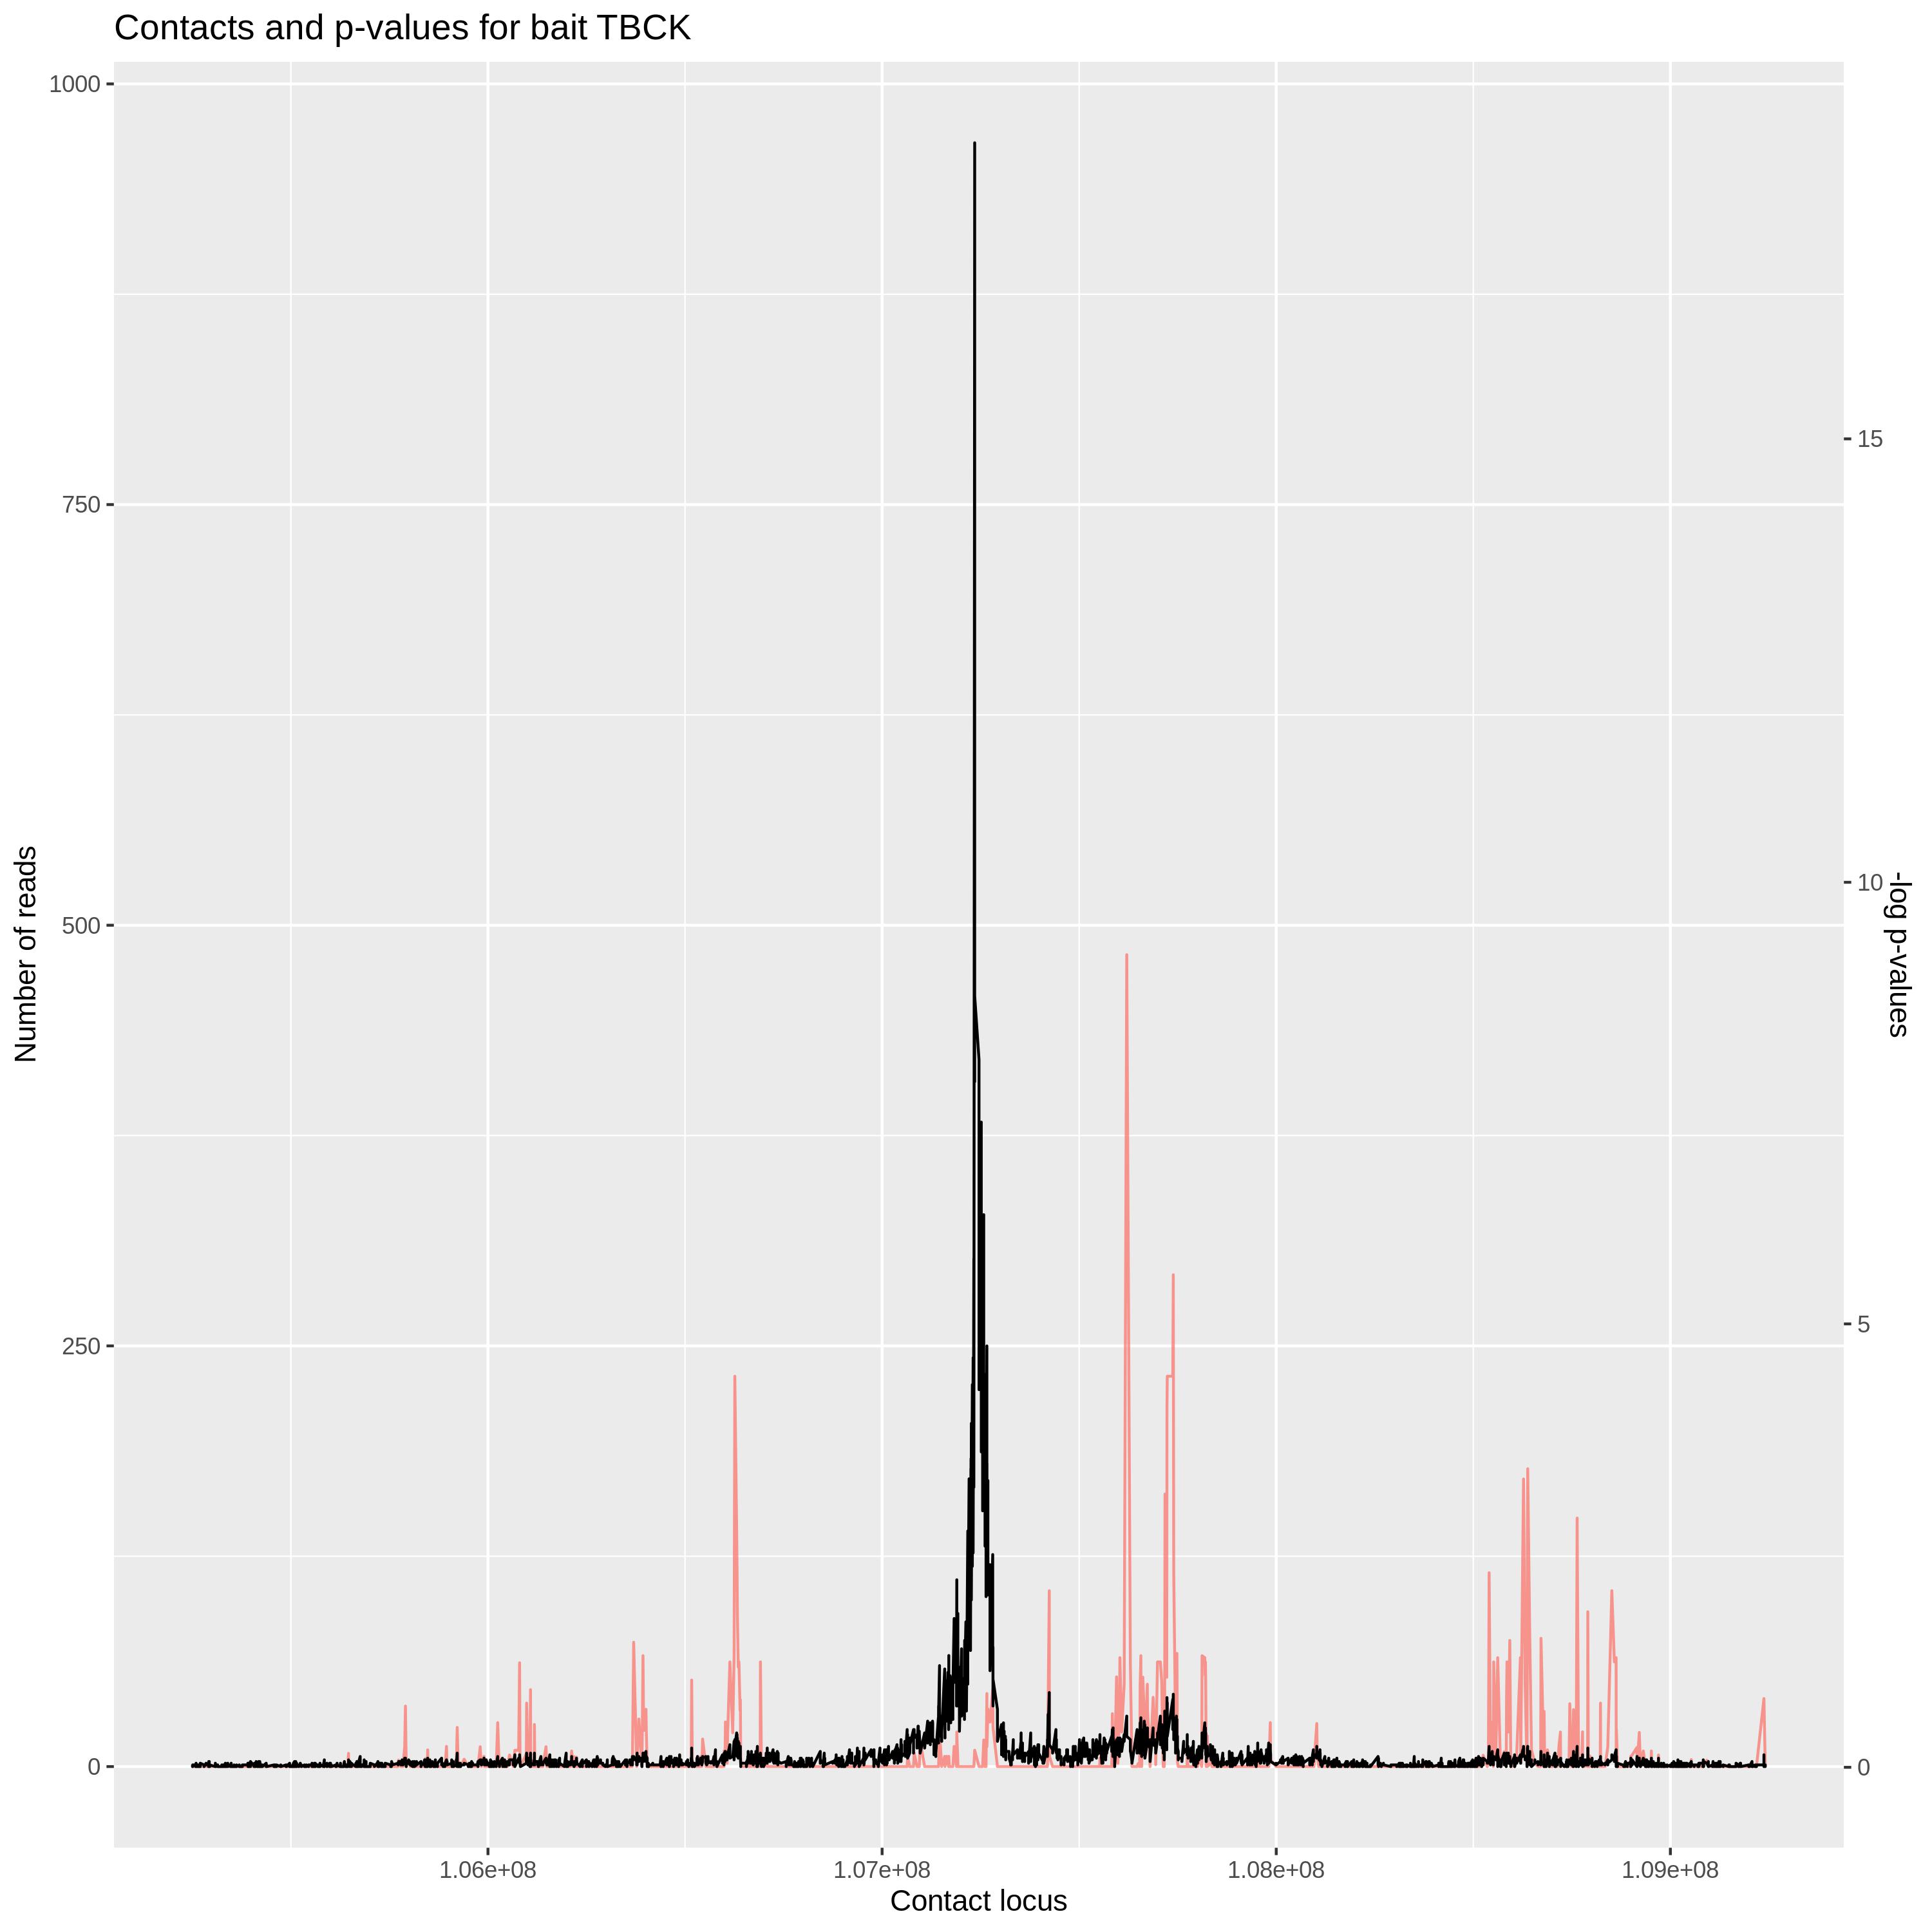 Contacts and p-values for bait TBCK
1000
750
500
250
0
Number of reads
15
10
5
0
-log p-values
1.06e+08
1.07e+08
1.08e+08
1.09e+08
Contact locus